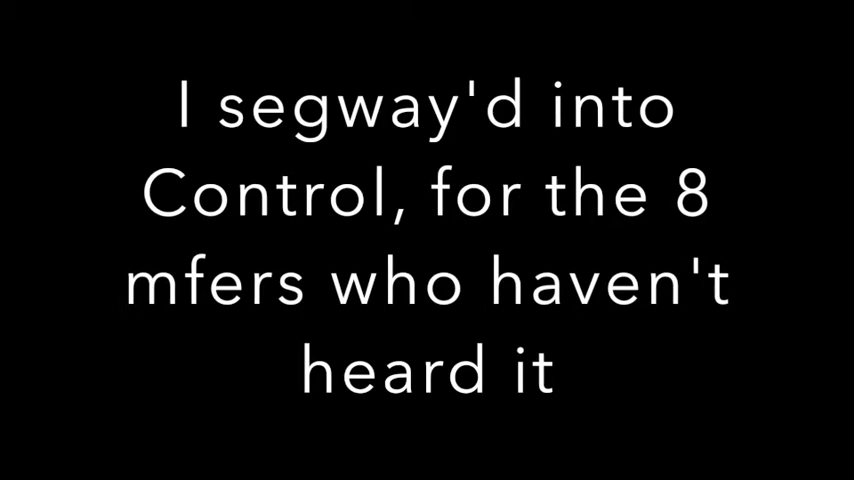 I segway'd into
Control, for the 8
mfers who haven't
heard it